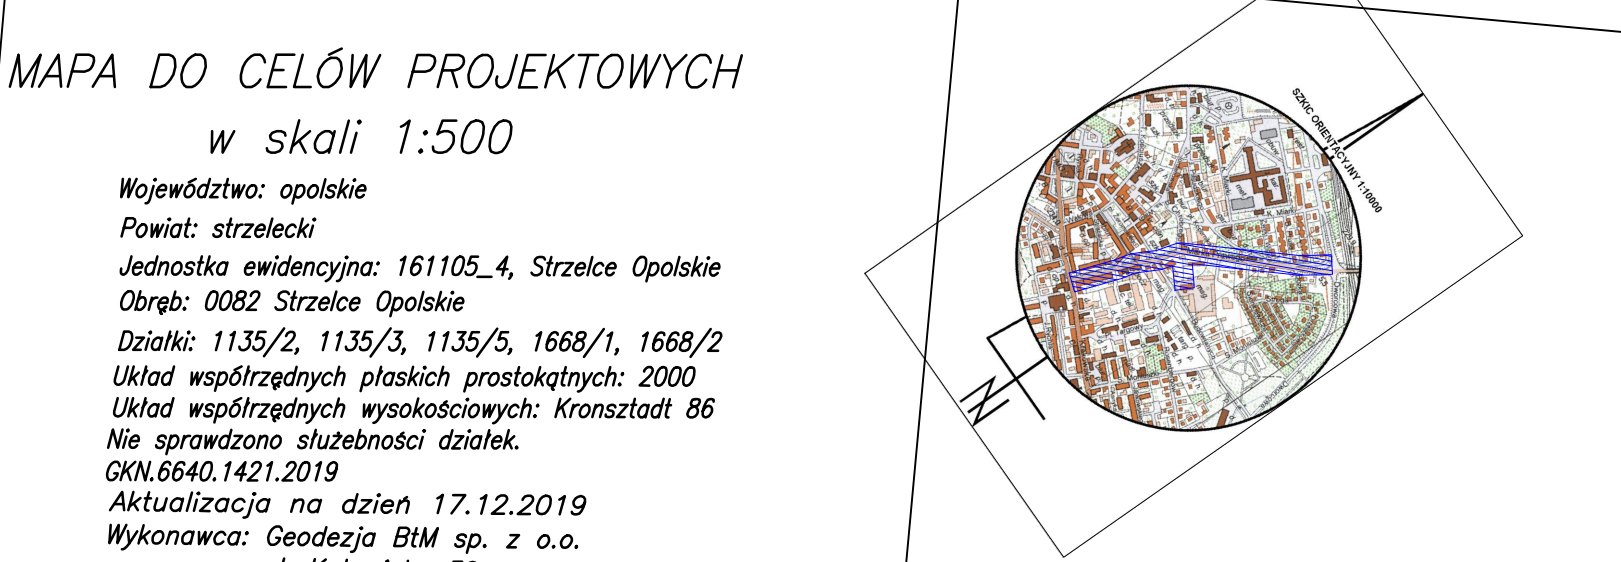 MAPA DO CELÓW PROJEKTOWYCH
w skali 1:500
Województwo: opolskie
Powiat: strzelecki
Jednostka ewidencyjna: 161105_4, Strzelce Opolskie
Obręb: 0082 Strzelce Opolskie
Działki: 1135/2, 1135/3, 1135/5, 1668/1, 1668/2
Układ współrzędnych płaskich prostokątnych: 2000
Układ współrzędnych wysokościowych: Kronsztadt 86
Nie sprawdzono służebności działek.
GKN.6640.1421.2019
Aktualizacja na dzień 17.12.2019
Wykonawca: Geodezja BtM sp. z o.o.
SZKIC ORIENTACYJNY 1:10000
N